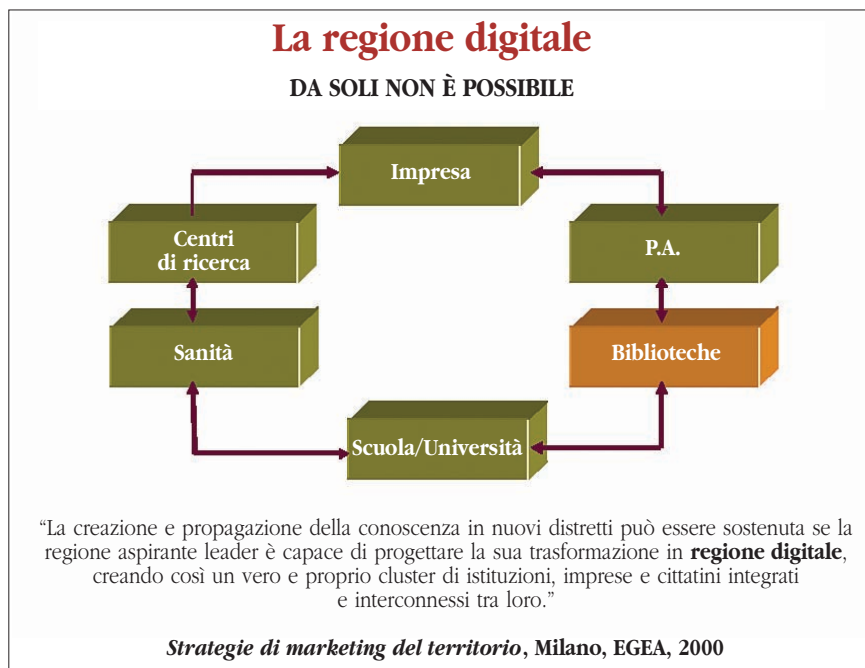 La regione digitale
DA SOLI NON È POSSIBILE
Impresa
Centri
di ricerca
P.A.
Sanità
Biblioteche
Scuola/Università
“La creazione e propagazione della conoscenza in nuovi distretti può essere sostenuta se la
regione aspirante leader è capace di progettare la sua trasformazione in regione digitale,
creando così un vero e proprio cluster di istituzioni, imprese e cittatini integrati
e interconnessi tra loro.”
Strategie di marketing del territorio, Milano, EGEA, 2000